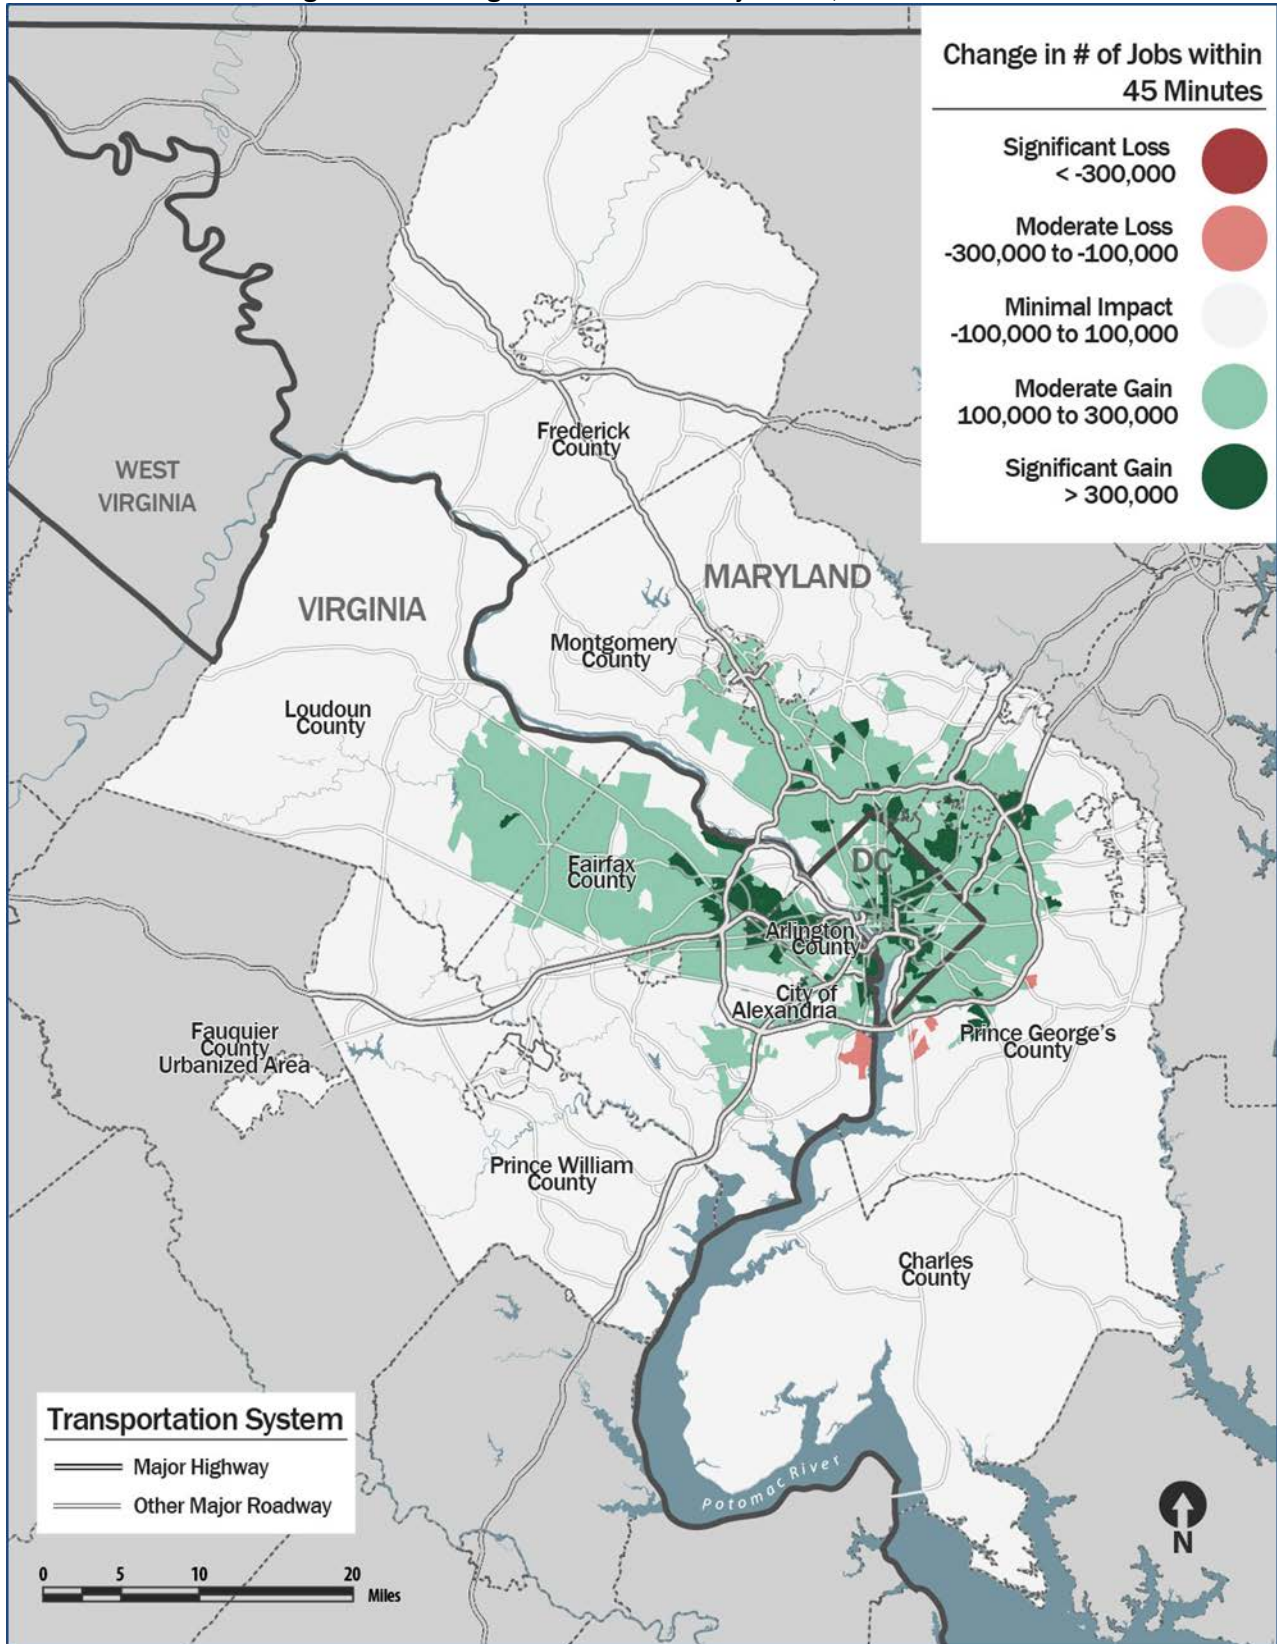 Change in # of Jobs within
45 Minutes
Significant Loss
< -300,000
Moderate Loss
-300,000 to -100,000
Minimal Impact
-100,000 to 100,000
Moderate Gain
100,000 to 300,000
Significant Gain
> 300,000
Frederick
County
WEST
VIRGINIA
MARYLAND
VIRGINIA
Montgomery
County
Loudoun
County
DC
Fairfax
County
Arlington
County
City of
Alexandria
Fauquier
County
Urbanized Area
Prince George's
County
Prince William
County
Charles
County
Potomac River
Transportation System
Major Highway
Other Major Roadway
0 5 10 20
Miles
N